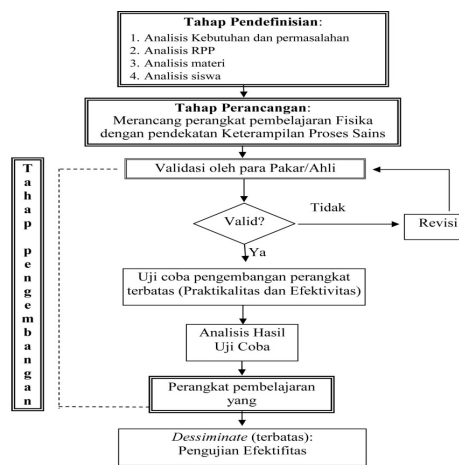 Tahap Pendefinisian:
1. Analisis Kebutuhan dan permasalahan
2. Analisis RPP
3. Analisis materi
4. Analisis siswa
Tahap Perancangan:
Merancang perangkat pembelajaran Fisika
dengan pendekatan Keterampilan Proses Sains
Tahap pengembangan
Validasi oleh para Pakar/Ahli
Valid?
Tidak
Revisi
Ya
Uji coba pengembangan perangkat
terbatas (Praktikalitas dan Efektivitas)
Analisis Hasil
Uji Coba
Perangkat pembelajaran
yang
Dessiminate (terbatas):
Pengujian Efektifitas